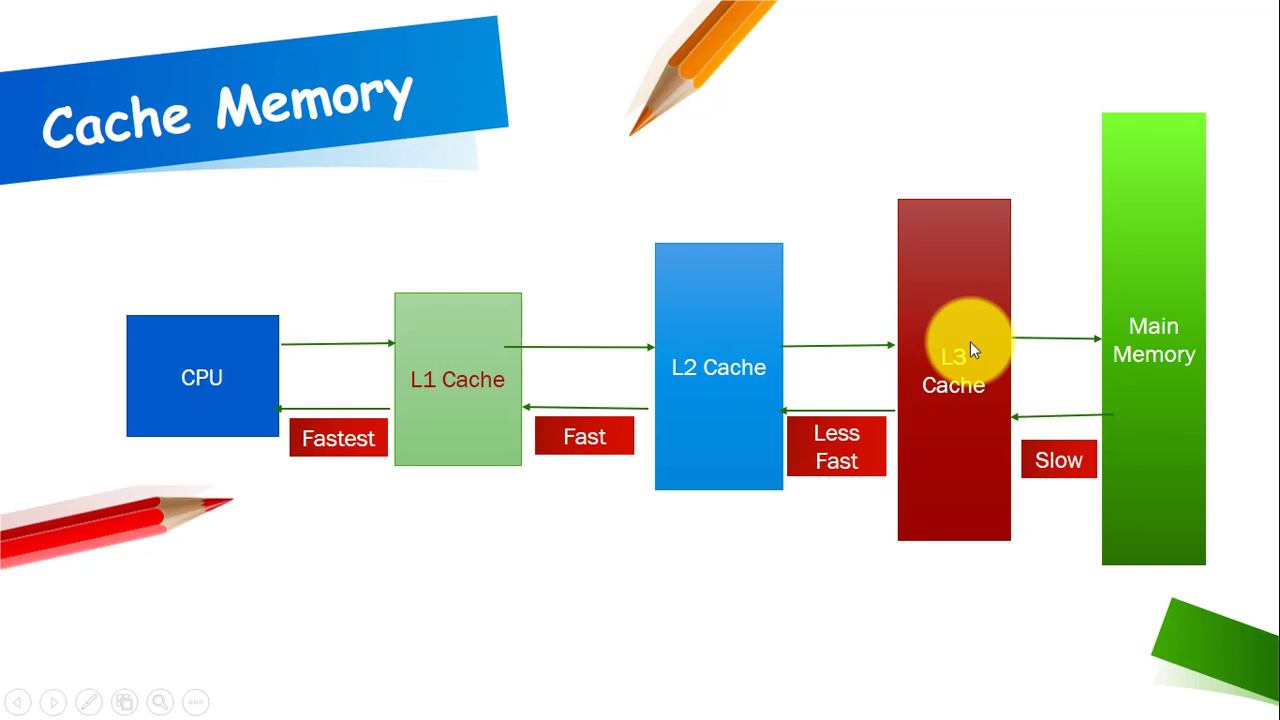 Cache Memory
CPU
L1 Cache
L2 Cache
L3
Cache
Main
Memory
Fastest
Fast
Less
Fast
Slow